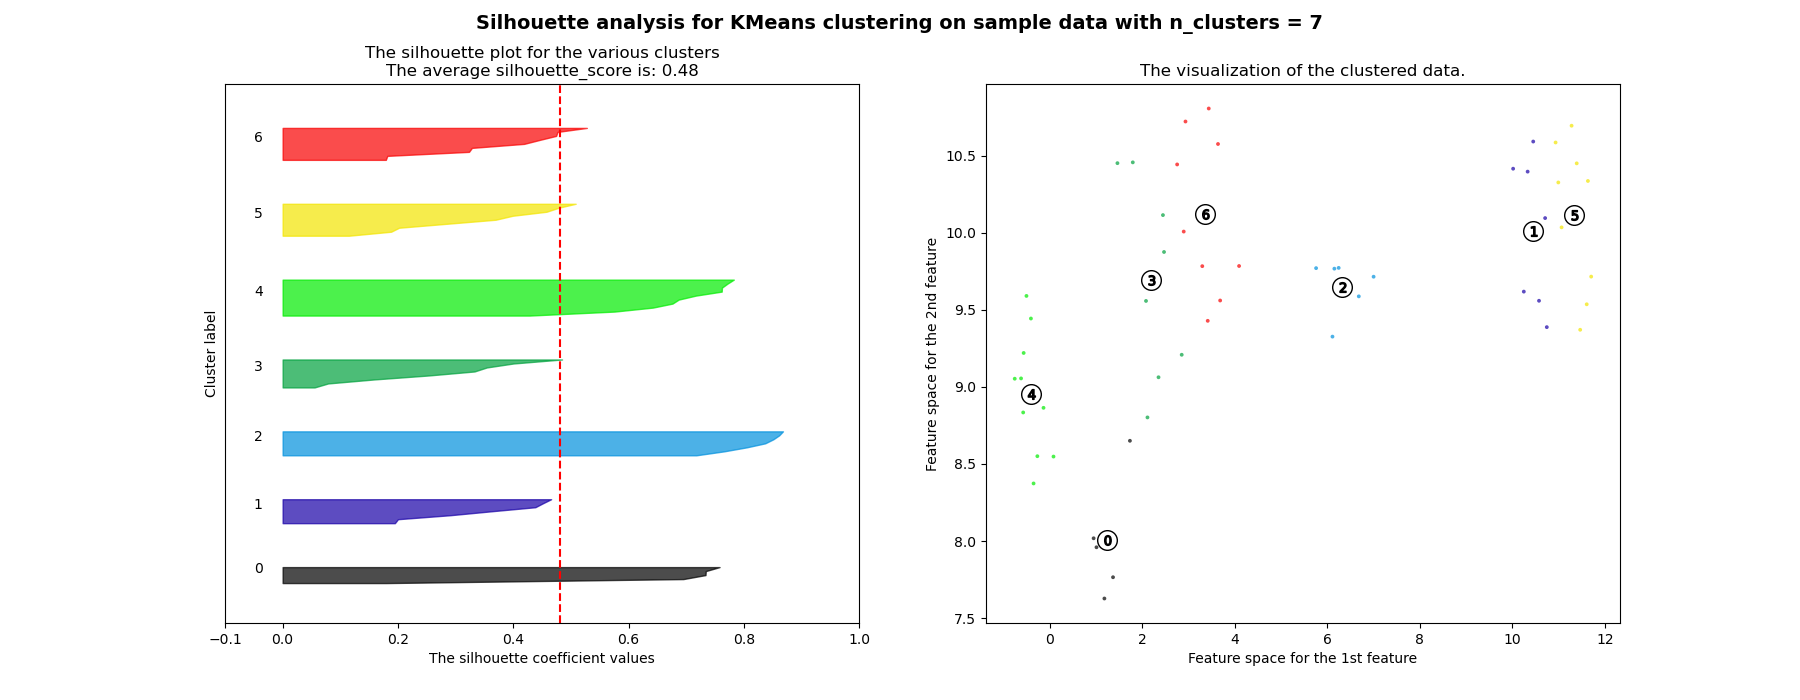 Silhouette analysis for KMeans clustering on sample data with n_clusters = 7
The silhouette plot for the various clusters
The average silhouette_score is: 0.48
6
5
4
3
2
1
0
Cluster label
−0.1 0.0 0.2 0.4 0.6 0.8 1.0
The silhouette coefficient values
The visualization of the clustered data.
10.5
10.0
9.5
9.0
8.5
8.0
7.5
Feature space for the 2nd feature
6
5
1
3
2
4
0
0 2 4 6 8 10 12
Feature space for the 1st feature